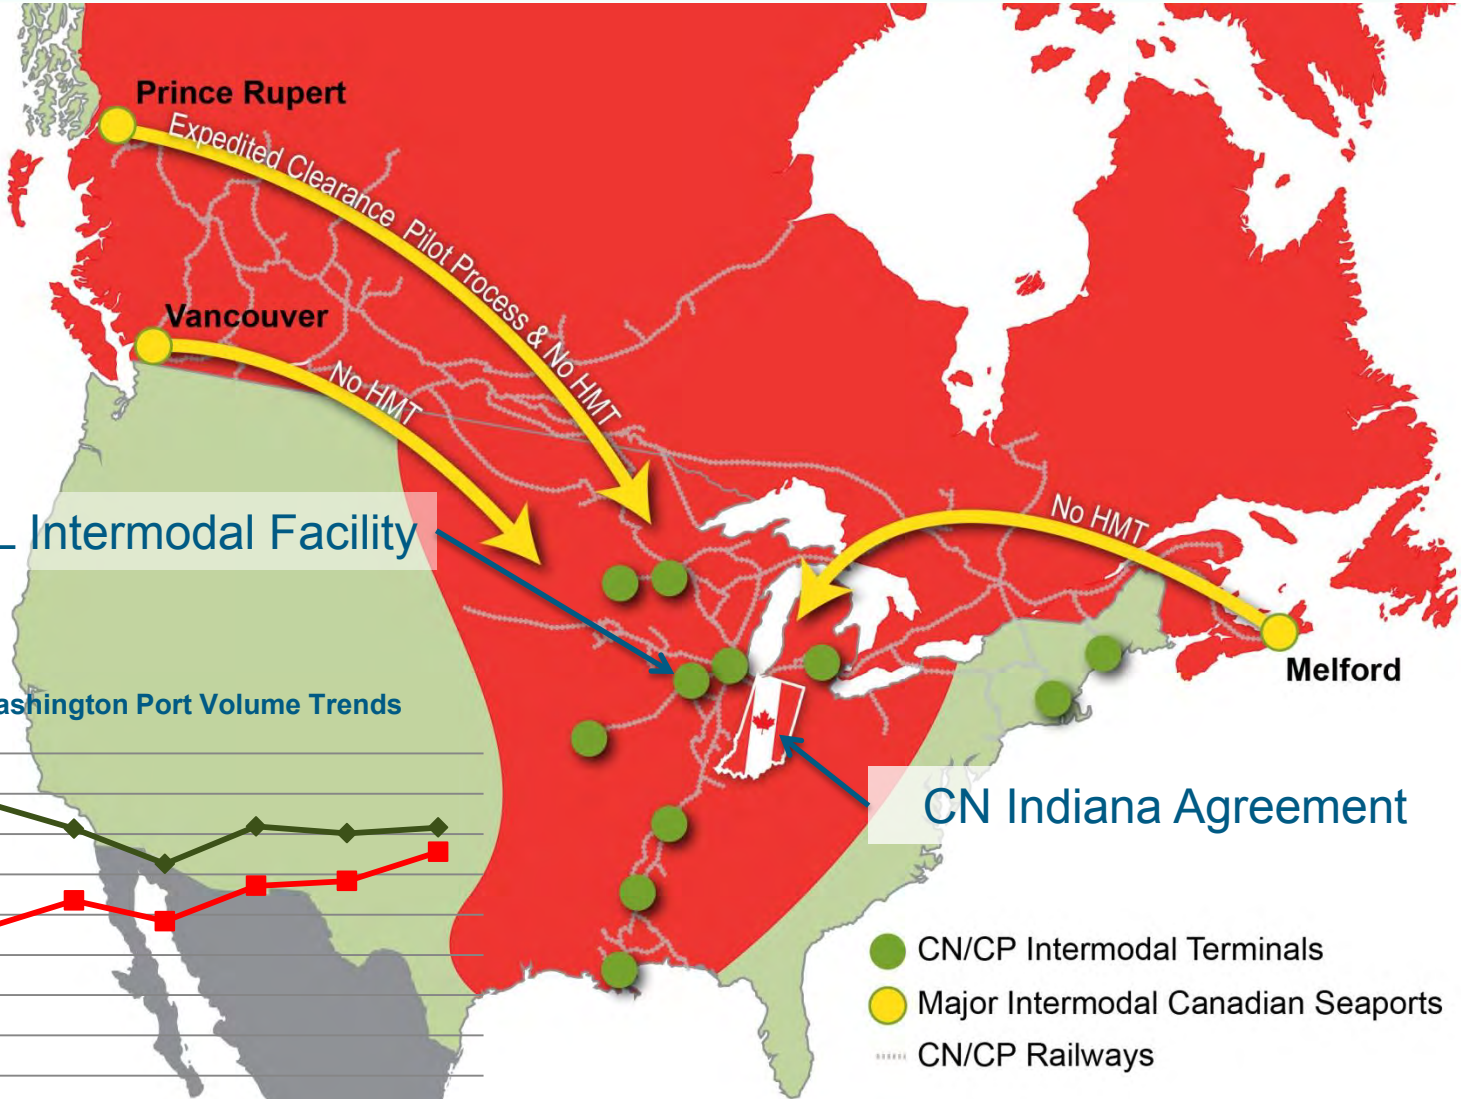 Prince Rupert
Expedited Clearance Pilot Process & No HMT
Vancouver
No HMT
Intermodal Facility
No HMT
Melford
Port Volume Trends
CN Indiana Agreement
CN/CP Intermodal Terminals
Major Intermodal Canadian Seaports
CN/CP Railways